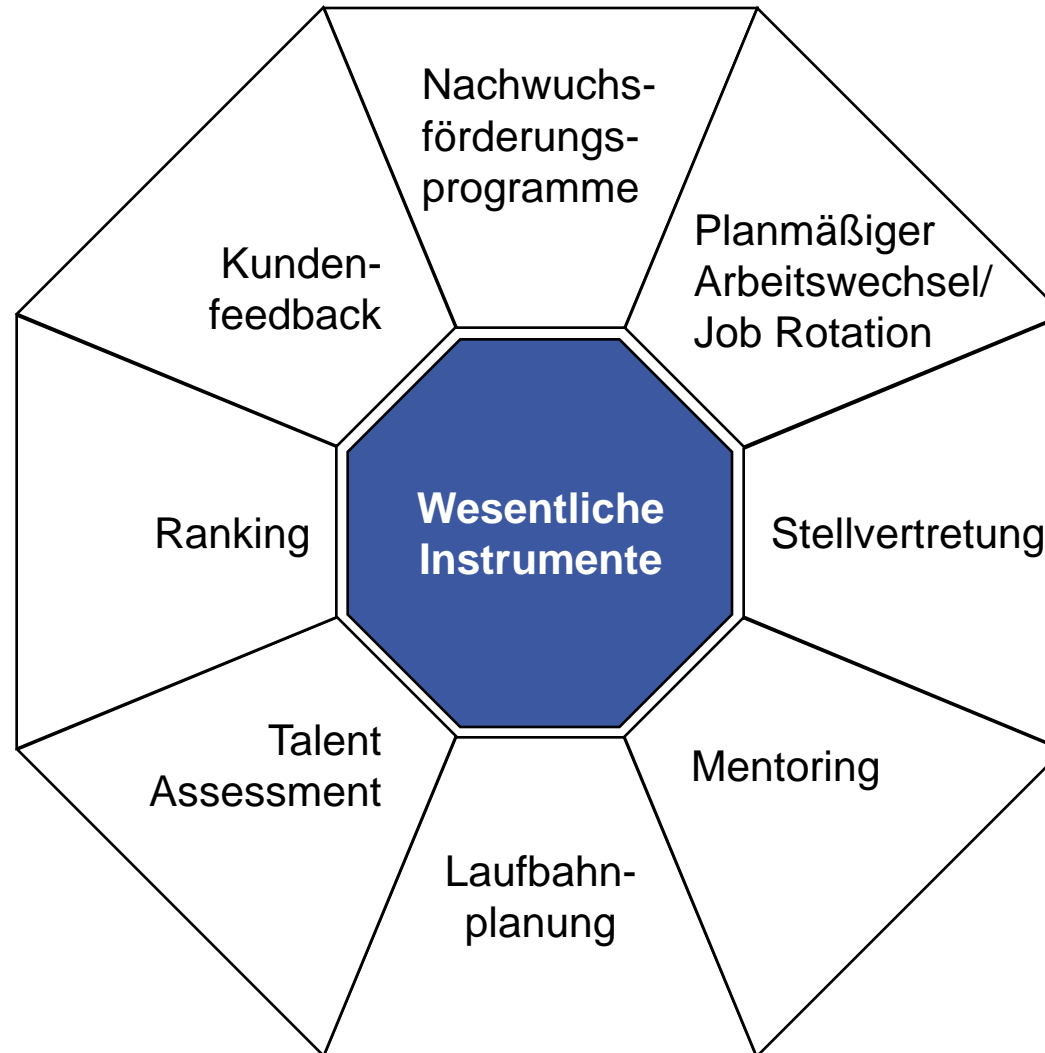 Nachwuchs-
förderungs-
programme
Planmäßiger
Arbeitswechsel/
Job Rotation
Kunden-
feedback
Wesentliche
Instrumente
Ranking
Stellvertretung
Talent
Assessment
Mentoring
Laufbahn-
planung